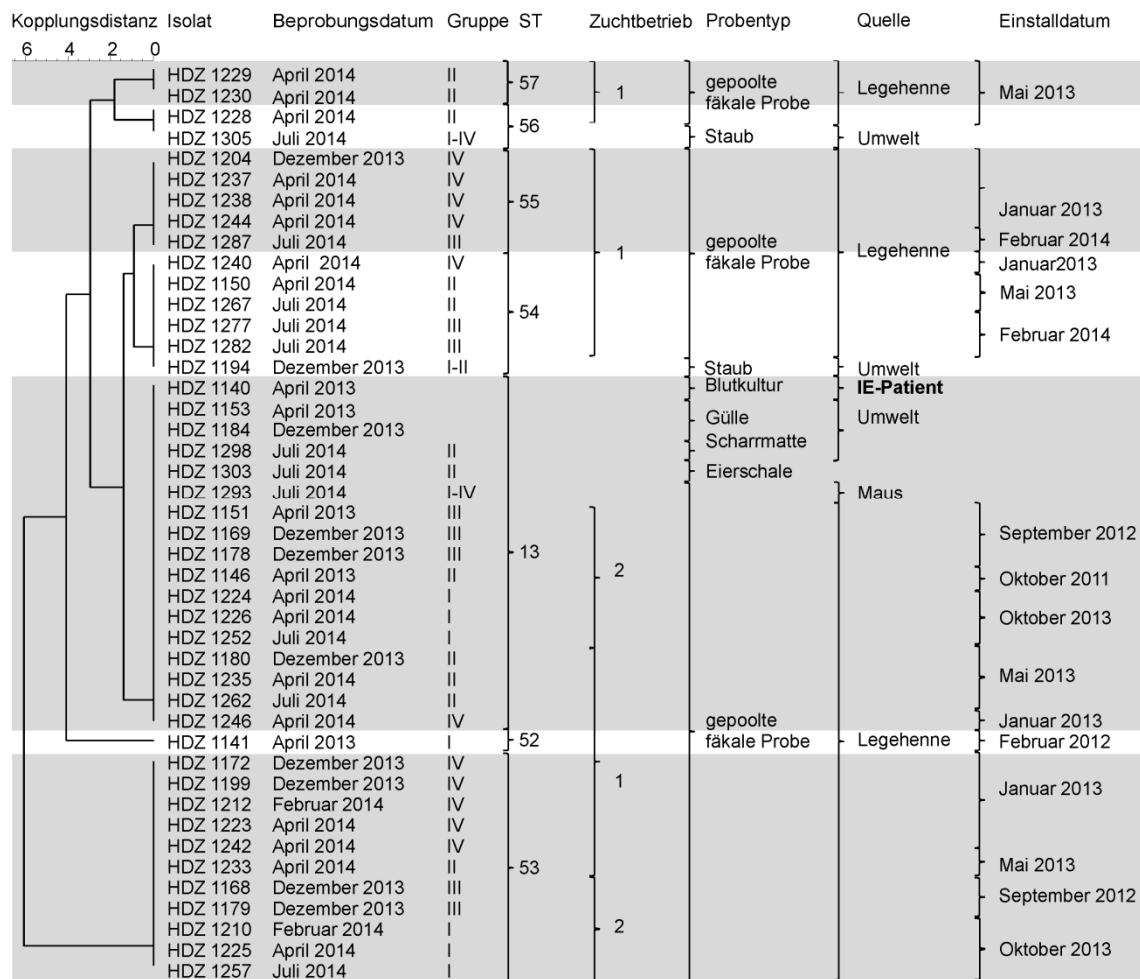 Kopplungsdistanz Isolat Beprobungsdatum Gruppe ST Zuchtbetrieb Probentyp Quelle Einstalldatum
6 4 2 0
HDZ 1229 April 2014 II
57 gepoolte Legehenne
HDZ 1230 April 2014 II 1 fäkale Probe Mai 2013
HDZ 1228 April 2014 II
56
HDZ 1305 Juli 2014 I-IV Staub Umwelt
HDZ 1204 Dezember 2013 IV
HDZ 1237 April 2014 IV
HDZ 1238 April 2014 IV 55
HDZ 1244 April 2014 IV Januar 2013
HDZ 1287 Juli 2014 III gepoolte Legehenne Februar 2014
HDZ 1240 April 2014 IV 1 fäkale Probe Januar2013
HDZ 1150 April 2014 II Mai 2013
HDZ 1267 Juli 2014 II 54
HDZ 1277 Juli 2014 III
HDZ 1282 Juli 2014 III Februar 2014
HDZ 1194 Dezember 2013 I-II Staub Umwelt
HDZ 1140 April 2013 Blutkultur IE-Patient
HDZ 1153 April 2013 Gülle Umwelt
HDZ 1184 Dezember 2013
HDZ 1298 Juli 2014 II Scharrmatte
HDZ 1303 Juli 2014 II Eierschale
HDZ 1293 Juli 2014 I-IV Maus
HDZ 1151 April 2013 III
HDZ 1169 Dezember 2013 III September 2012
HDZ 1178 Dezember 2013 III 13
HDZ 1146 April 2013 II 2 Oktober 2011
HDZ 1224 April 2014 I
HDZ 1226 April 2014 I Oktober 2013
HDZ 1252 Juli 2014 I
HDZ 1180 Dezember 2013 II
HDZ 1235 April 2014 II Mai 2013
HDZ 1262 Juli 2014 II
HDZ 1246 April 2014 IV gepoolte Januar 2013
HDZ 1141 April 2013 I 52 fäkale Probe Legehenne Februar 2012
HDZ 1172 Dezember 2013 IV
HDZ 1199 Dezember 2013 IV 1 Januar 2013
HDZ 1212 Februar 2014 IV
HDZ 1223 April 2014 IV
HDZ 1242 April 2014 IV
HDZ 1233 April 2014 II 53 Mai 2013
HDZ 1168 Dezember 2013 III
HDZ 1179 Dezember 2013 III September 2012
HDZ 1210 Februar 2014 I 2
HDZ 1225 April 2014 I Oktober 2013
HDZ 1257 Juli 2014 I